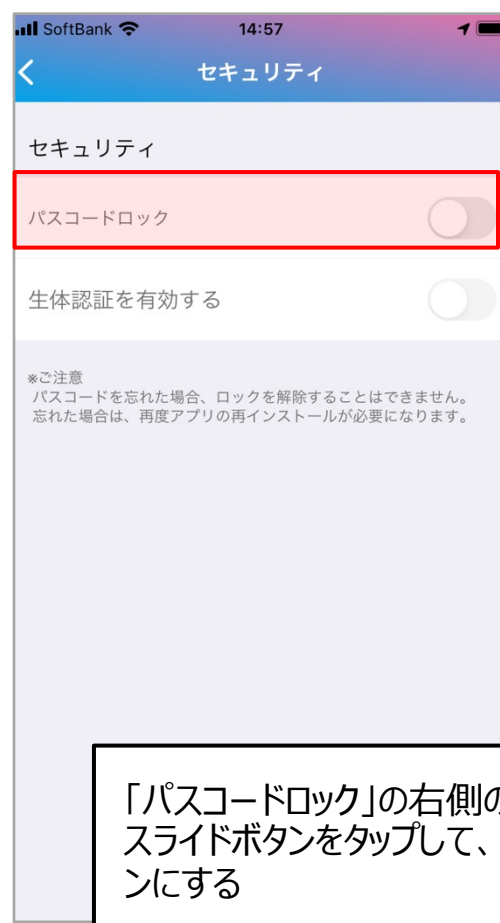 SoftBank 14:57
セキュリティ
セキュリティ
パスコードロック
生体認証を有効する
*ご注意
パスコードを忘れた場合、ロックを解除することはできません。
忘れた場合は、再度アプリの再インストールが必要になります。
「パスコードロック」の右側の
スライドボタンをタップして、
ンにする